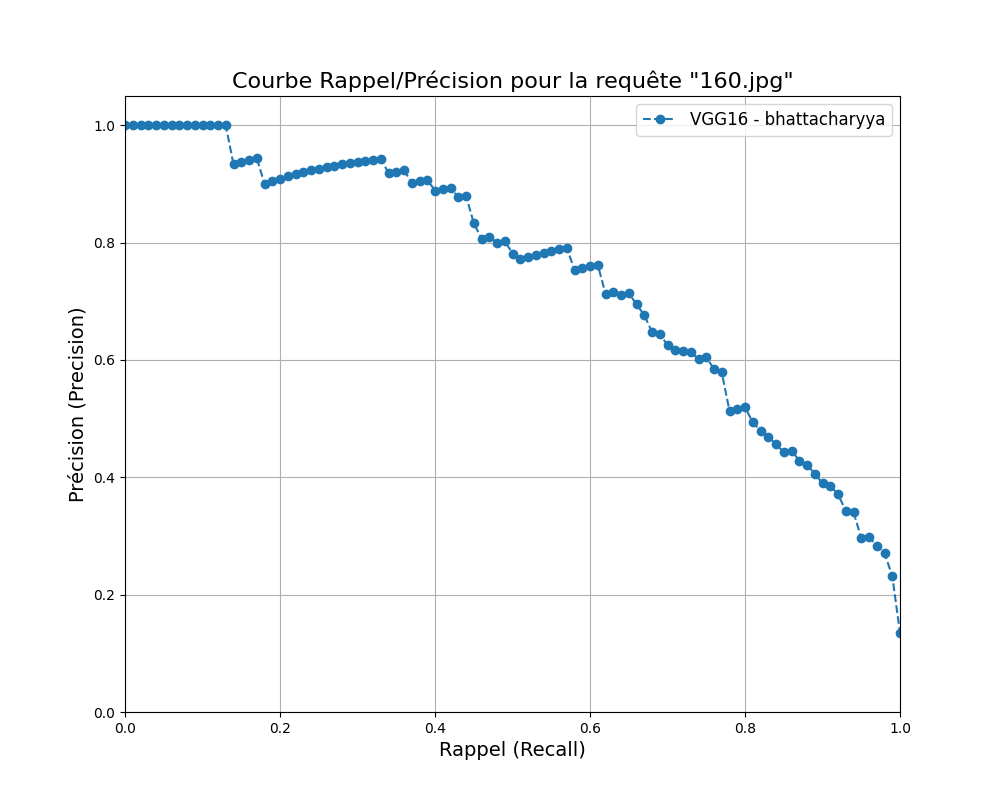 Courbe Rappel/Précision pour la requête "160.jpg"
VGG16 - bhattacharyya
Précision (Precision)
1.0
0.8
0.6
0.4
0.2
0.0
0.0 0.2 0.4 0.6 0.8 1.0
Rappel (Recall)